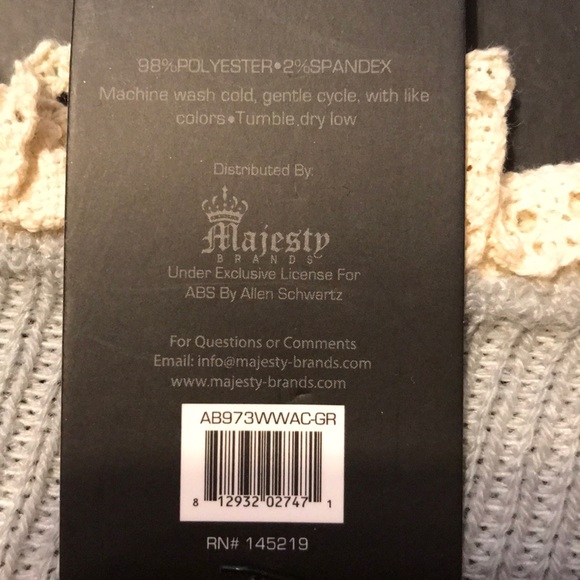 98%POLYESTER•2%SPANDEX
Machine wash cold, gentle cycle, with like
colors•Tumble dry low
Distributed By:
Majesty
BRANDS
Under Exclusive License For
ABS By Allen Schwartz
For Questions or Comments
Email: info@majesty-brands.com
www.majesty-brands.com
AB973WWAC-GR
8 12932 02747 1
RN# 145219